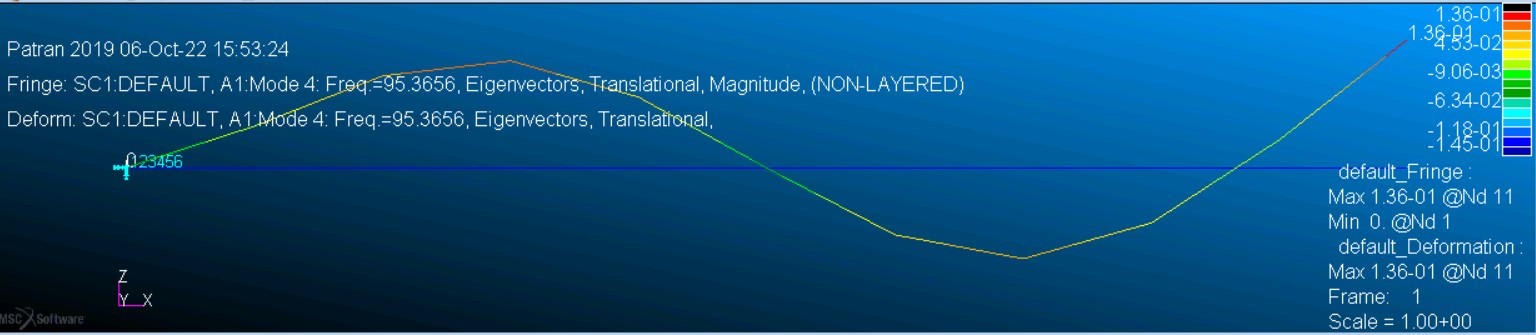 Patran 2019 06-Oct-22 15:53:24
Fringe: SC1:DEFAULT, A1:Mode 4: Freq.=95.3656, Eigenvectors, Translational, Magnitude, (NON-LAYERED)
Deform: SC1:DEFAULT, A1:Mode 4: Freq.=95.3656, Eigenvectors, Translational,
1.36-01
1.36-01
4.53-02
-9.06-03
-6.34-02
-1.18-01
-1.45-01
0
123456
default_Fringe :
Max 1.36-01 @Nd 11
Min 0. @Nd 1
default_Deformation :
Max 1.36-01 @Nd 11
Frame: 1
Scale = 1.00+00
Z
Y X
MSC Software